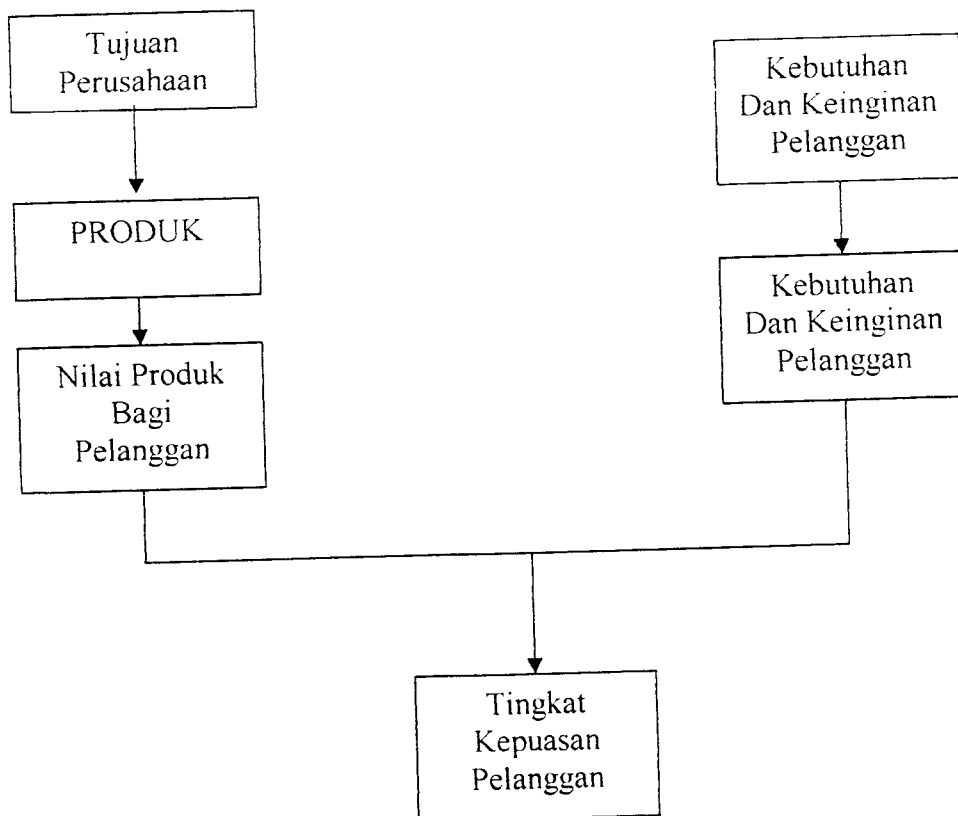 Tujuan
Perusahaan
PRODUK
Nilai Produk
Bagi
Pelanggan
Kebutuhan
Dan Keinginan
Pelanggan
Kebutuhan
Dan Keinginan
Pelanggan
Tingkat
Kepuasan
Pelanggan